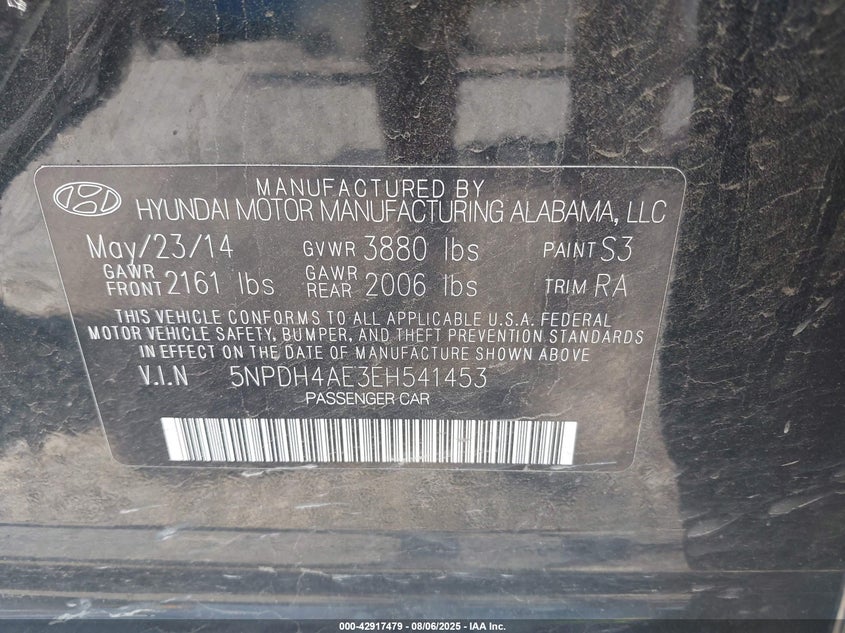 MANUFACTURED BY
HYUNDAI MOTOR MANUFACTURING ALABAMA, LLC
May/23/14 GVWR 3880 lbs PAINT S3
GAWR FRONT 2161 lbs GAWR REAR 2006 lbs TRIM RA
THIS VEHICLE CONFORMS TO ALL APPLICABLE U.S.A. FEDERAL
MOTOR VEHICLE SAFETY, BUMPER, AND THEFT PREVENTION STANDARDS
IN EFFECT ON THE DATE OF MANUFACTURE SHOWN ABOVE
V.I.N 5NPDH4AE3EH541453
PASSENGER CAR
000-42917479 - 08/06/2025 - IAA Inc.